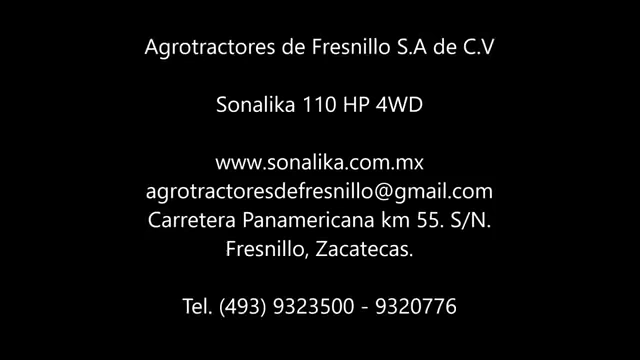 Agrotractores de Fresnillo S.A de C.V
Sonalika 110 HP 4WD
www.sonalika.com.mx
agrotractoresdefresnillo@gmail.com
Carretera Panamericana km 55. S/N.
Fresnillo, Zacatecas.
Tel. (493) 9323500 - 9320776